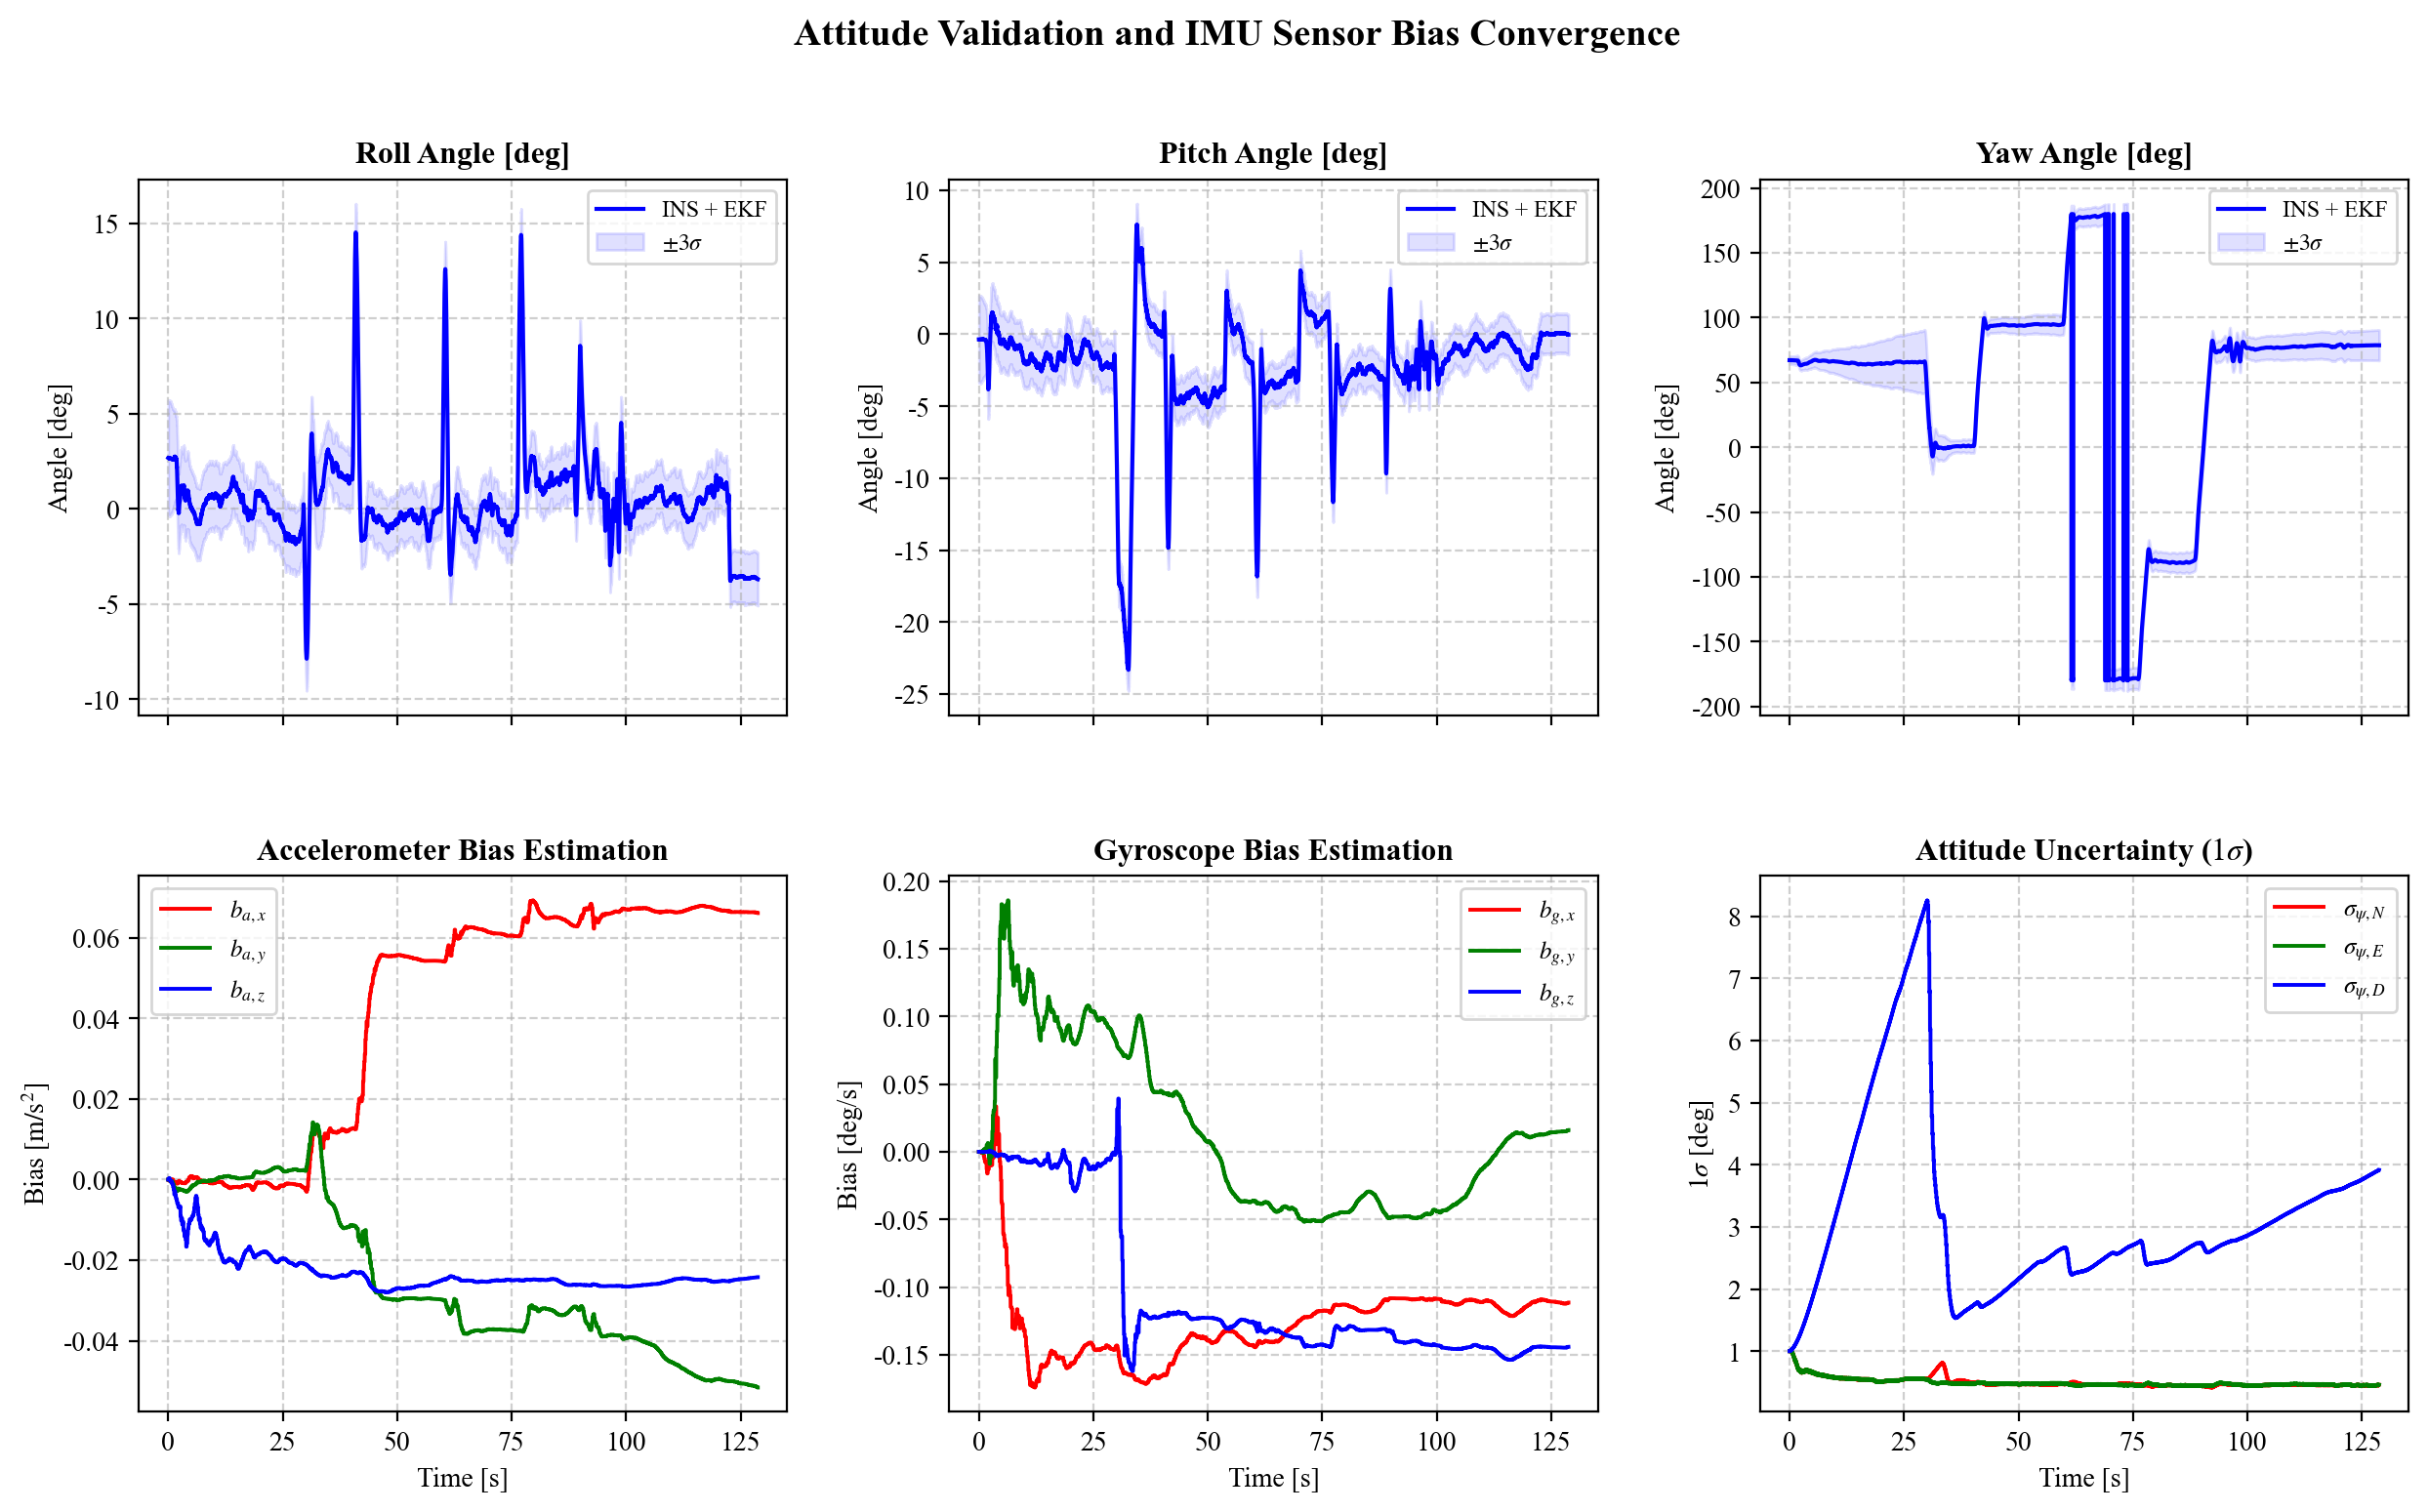 Attitude Validation and IMU Sensor Bias Convergence
Roll Angle [deg]
Angle [deg]
15
10
5
0
-5
-10
INS + EKF
±3σ
Pitch Angle [deg]
Angle [deg]
10
5
0
-5
-10
-15
-20
-25
INS + EKF
±3σ
Yaw Angle [deg]
Angle [deg]
200
150
100
50
0
-50
-100
-150
-200
INS + EKF
±3σ
Accelerometer Bias Estimation
Bias [m/s²]
0.06
0.04
0.02
0.00
-0.02
-0.04
b_{a,x}
b_{a,y}
b_{a,z}
0 25 50 75 100 125
Time [s]
Gyroscope Bias Estimation
Bias [deg/s]
0.20
0.15
0.10
0.05
0.00
-0.05
-0.10
-0.15
b_{g,x}
b_{g,y}
b_{g,z}
0 25 50 75 100 125
Time [s]
Attitude Uncertainty (1σ)
1σ [deg]
8
7
6
5
4
3
2
1
σ_{ψ,N}
σ_{ψ,E}
σ_{ψ,D}
0 25 50 75 100 125
Time [s]